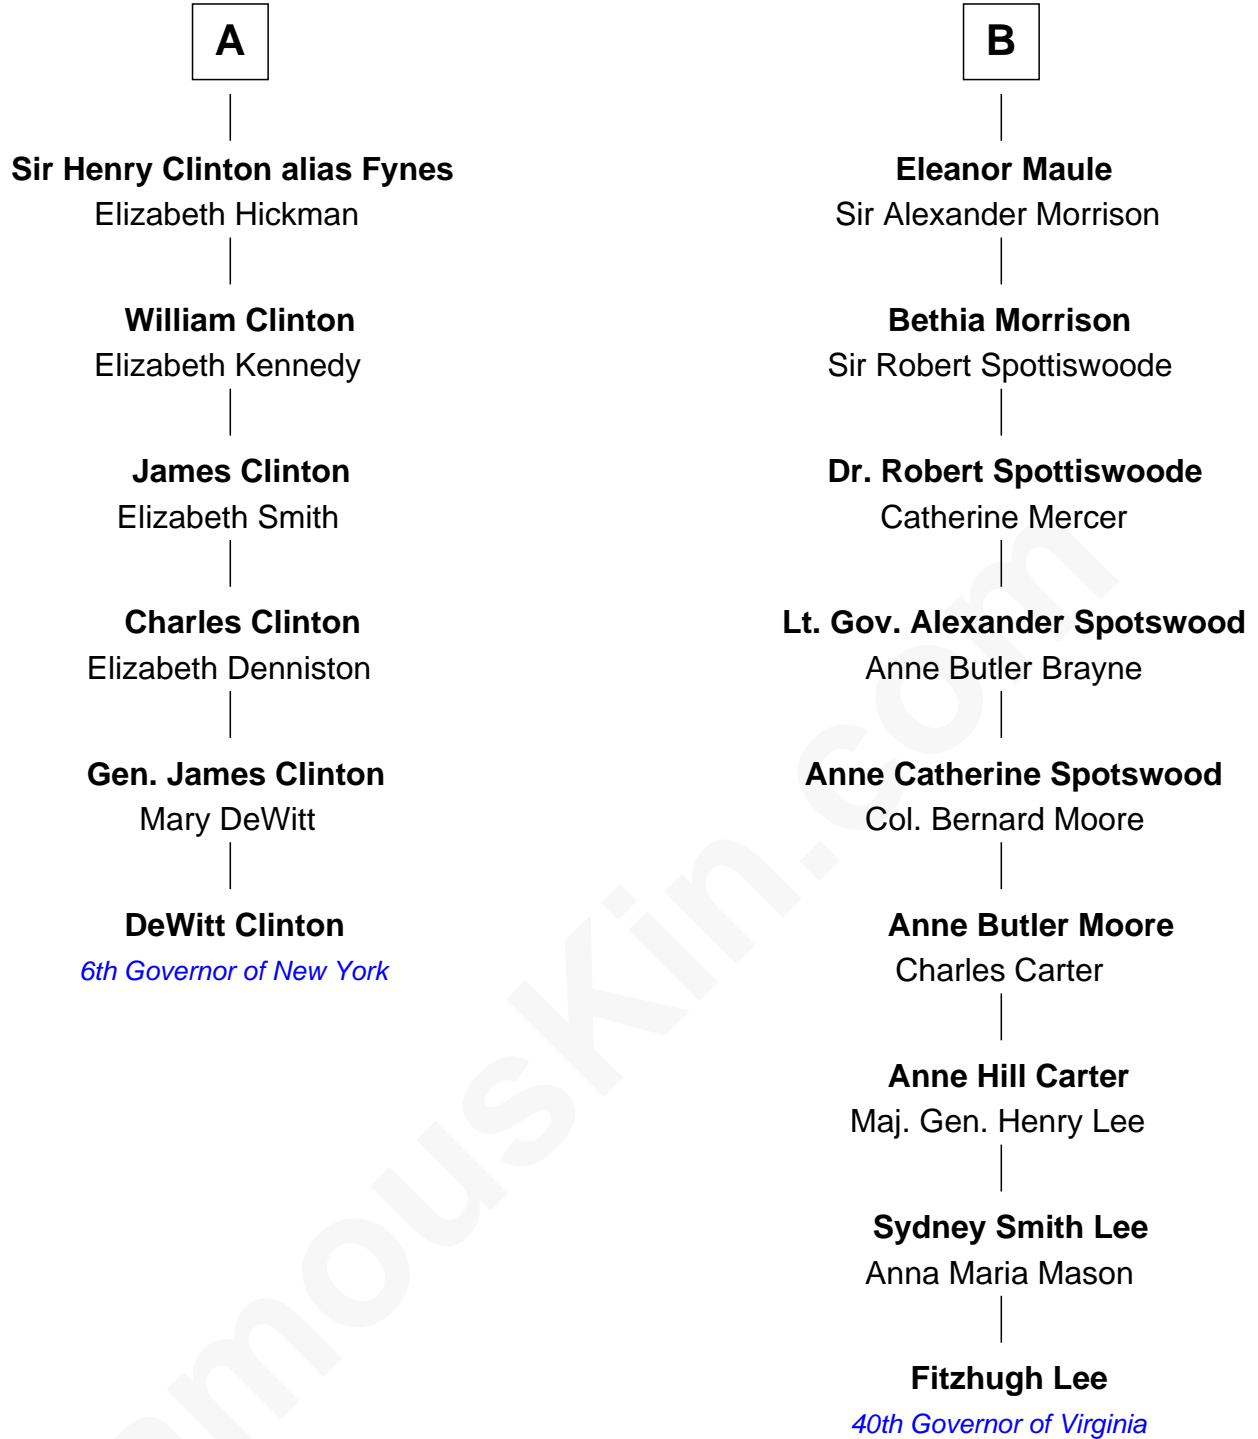 A
Sir Henry Clinton alias Fynes
Elizabeth Hickman
William Clinton
Elizabeth Kennedy
James Clinton
Elizabeth Smith
Charles Clinton
Elizabeth Denniston
Gen. James Clinton
Mary DeWitt
DeWitt Clinton
6th Governor of New York
B
Eleanor Maule
Sir Alexander Morrison
Bethia Morrison
Sir Robert Spottiswoode
Dr. Robert Spottiswoode
Catherine Mercer
Lt. Gov. Alexander Spotswood
Anne Butler Brayne
Anne Catherine Spotswood
Col. Bernard Moore
Anne Butler Moore
Charles Carter
Anne Hill Carter
Maj. Gen. Henry Lee
Sydney Smith Lee
Anna Maria Mason
Fitzhugh Lee
40th Governor of Virginia
amousKin.com